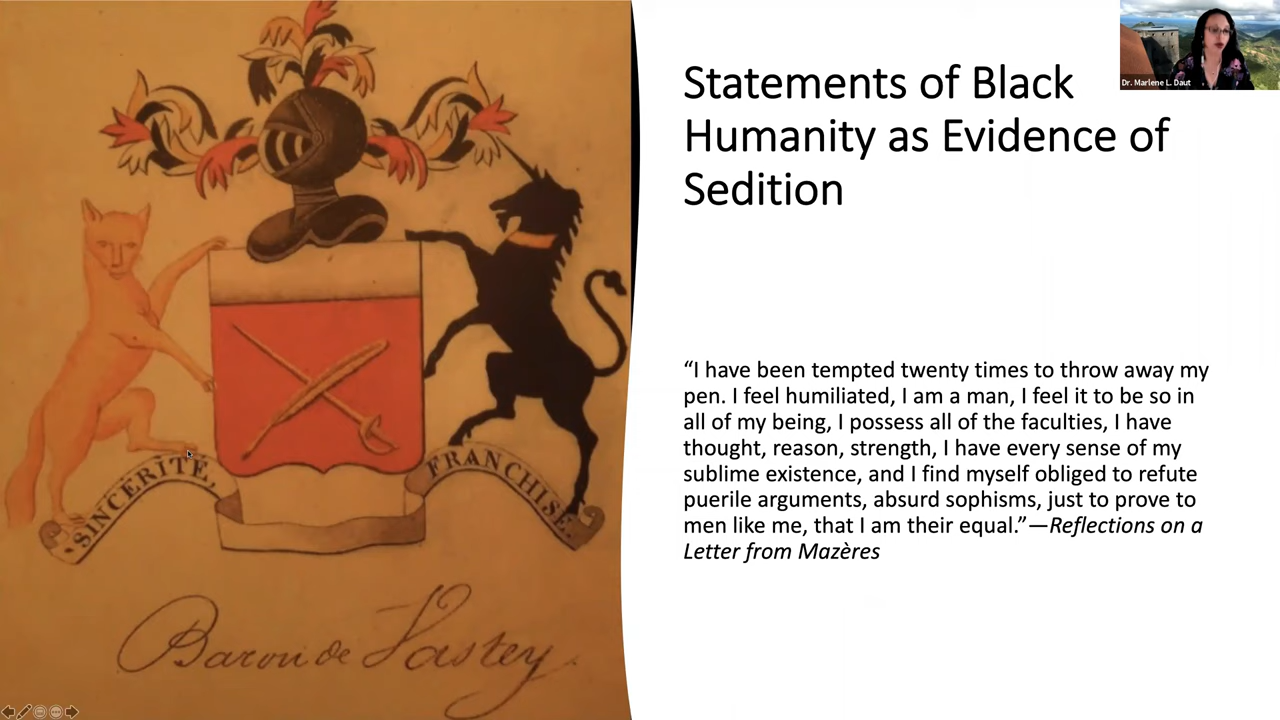 Statements of Black
Humanity as Evidence of
Sedition
Dr. Marlene L. Daut
“I have been tempted twenty times to throw away my
pen. I feel humiliated, I am a man, I feel it to be so in
all of my being, I possess all of the faculties, I have
thought, reason, strength, I have every sense of my
sublime existence, and I find myself obliged to refute
puerile arguments, absurd sophisms, just to prove to
men like me, that I am their equal.”—Reflections on a
Letter from Mazères
SINCÉRITÉ,
FRANCHISE.
Baron de Vastey.